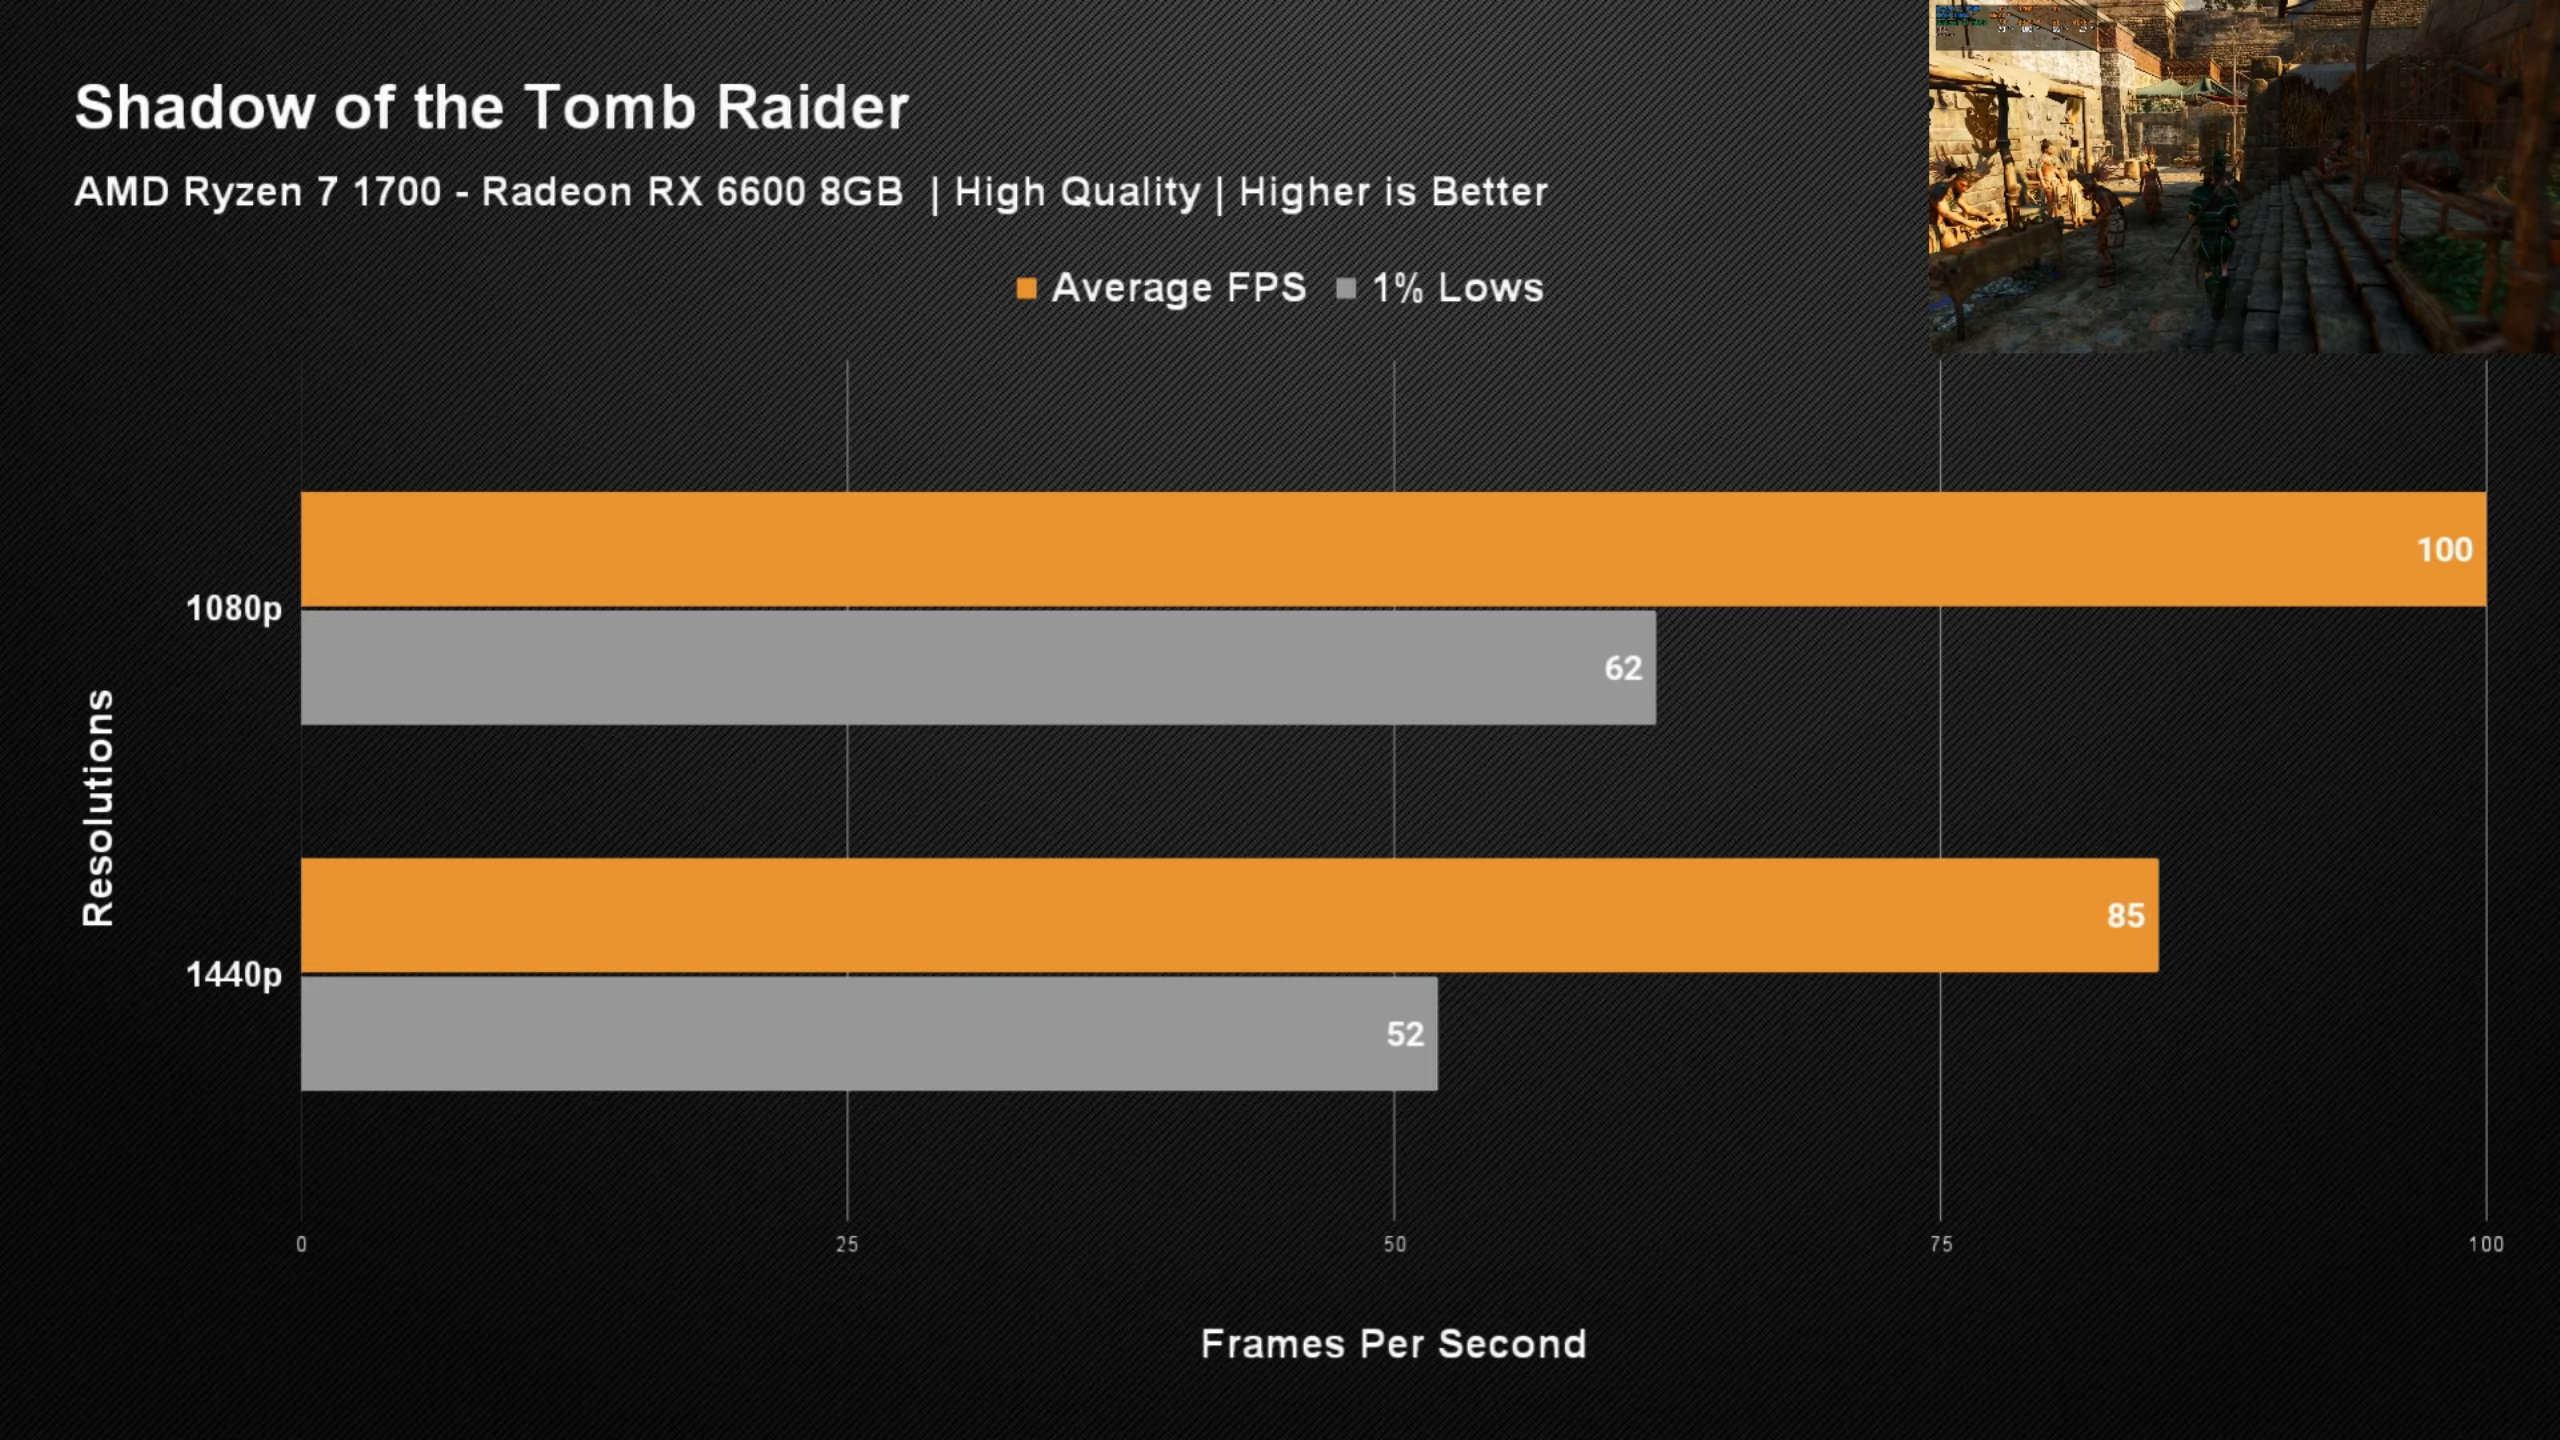 Shadow of the Tomb Raider
AMD Ryzen 7 1700 - Radeon RX 6600 8GB | High Quality | Higher is Better
Average FPS 1% Lows
100
1080p
62
Resolutions
85
1440p
52
0 25 50 75 100
Frames Per Second